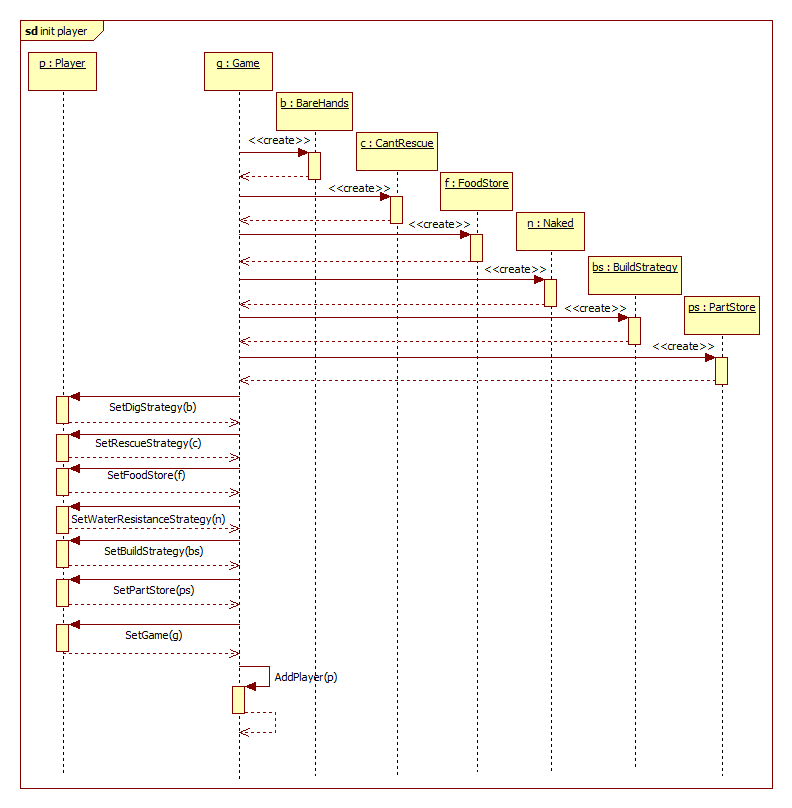 sd init player
p : Player
g : Game
b : BareHands
<<create>>
c : CantRescue
<<create>>
f : FoodStore
<<create>>
n : Naked
<<create>>
bs : BuildStrategy
<<create>>
ps : PartStore
<<create>>
SetDigStrategy(b)
SetRescueStrategy(c)
SetFoodStore(f)
SetWaterResistanceStrategy(n)
SetBuildStrategy(bs)
SetPartStore(ps)
SetGame(g)
AddPlayer(p)